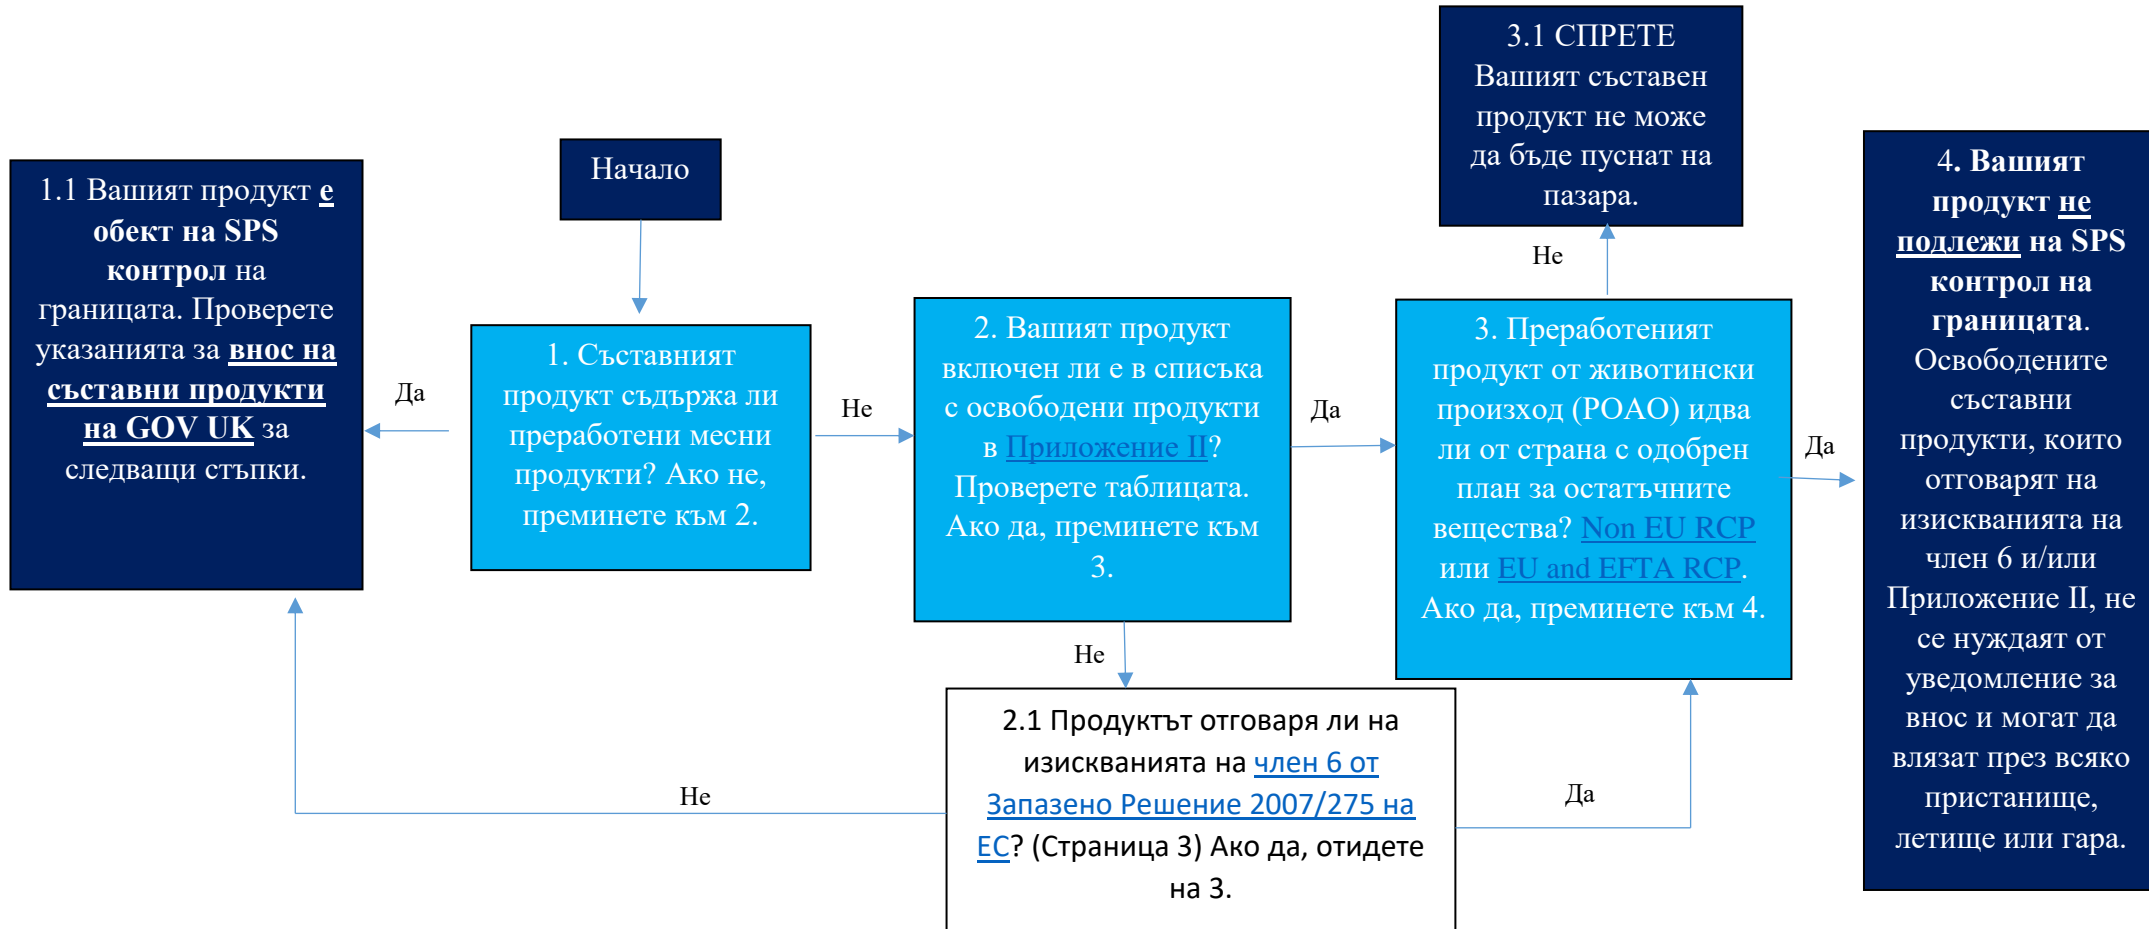 Начало
1.1 Вашият продукт е
обект на SPS
контрол на
границата. Проверете
указанията за внос на
съставни продукти
на GOV UK за
следващи стъпки.
Да
1. Съставният
продукт съдържа ли
преработени месни
продукти? Ако не,
преминете към 2.
Не
2. Вашият продукт
включен ли е в списъка
с освободени продукти
в Приложение II?
Проверете таблицата.
Ако да, преминете към
3.
Да
Не
2.1 Продуктът отговаря ли на
изискванията на член 6 от
Запазено Решение 2007/275 на
ЕС? (Страница 3) Ако да, отидете
на 3.
Не
Да
3. Преработеният
продукт от животински
произход (POAO) идва
ли от страна с одобрен
план за остатъчните
вещества? Non EU RCP
или EU and EFTA RCP.
Ако да, преминете към 4.
Не
3.1 СПРЕТЕ
Вашият съставен
продукт не може
да бъде пуснат на
пазара.
Да
4. Вашият
продукт не
подлежи на SPS
контрол на
границата.
Освободените
съставни
продукти, които
отговарят на
изискванията на
член 6 и/или
Приложение II, не
се нуждаят от
уведомление за
внос и могат да
влязат през всяко
пристанище,
летище или гара.